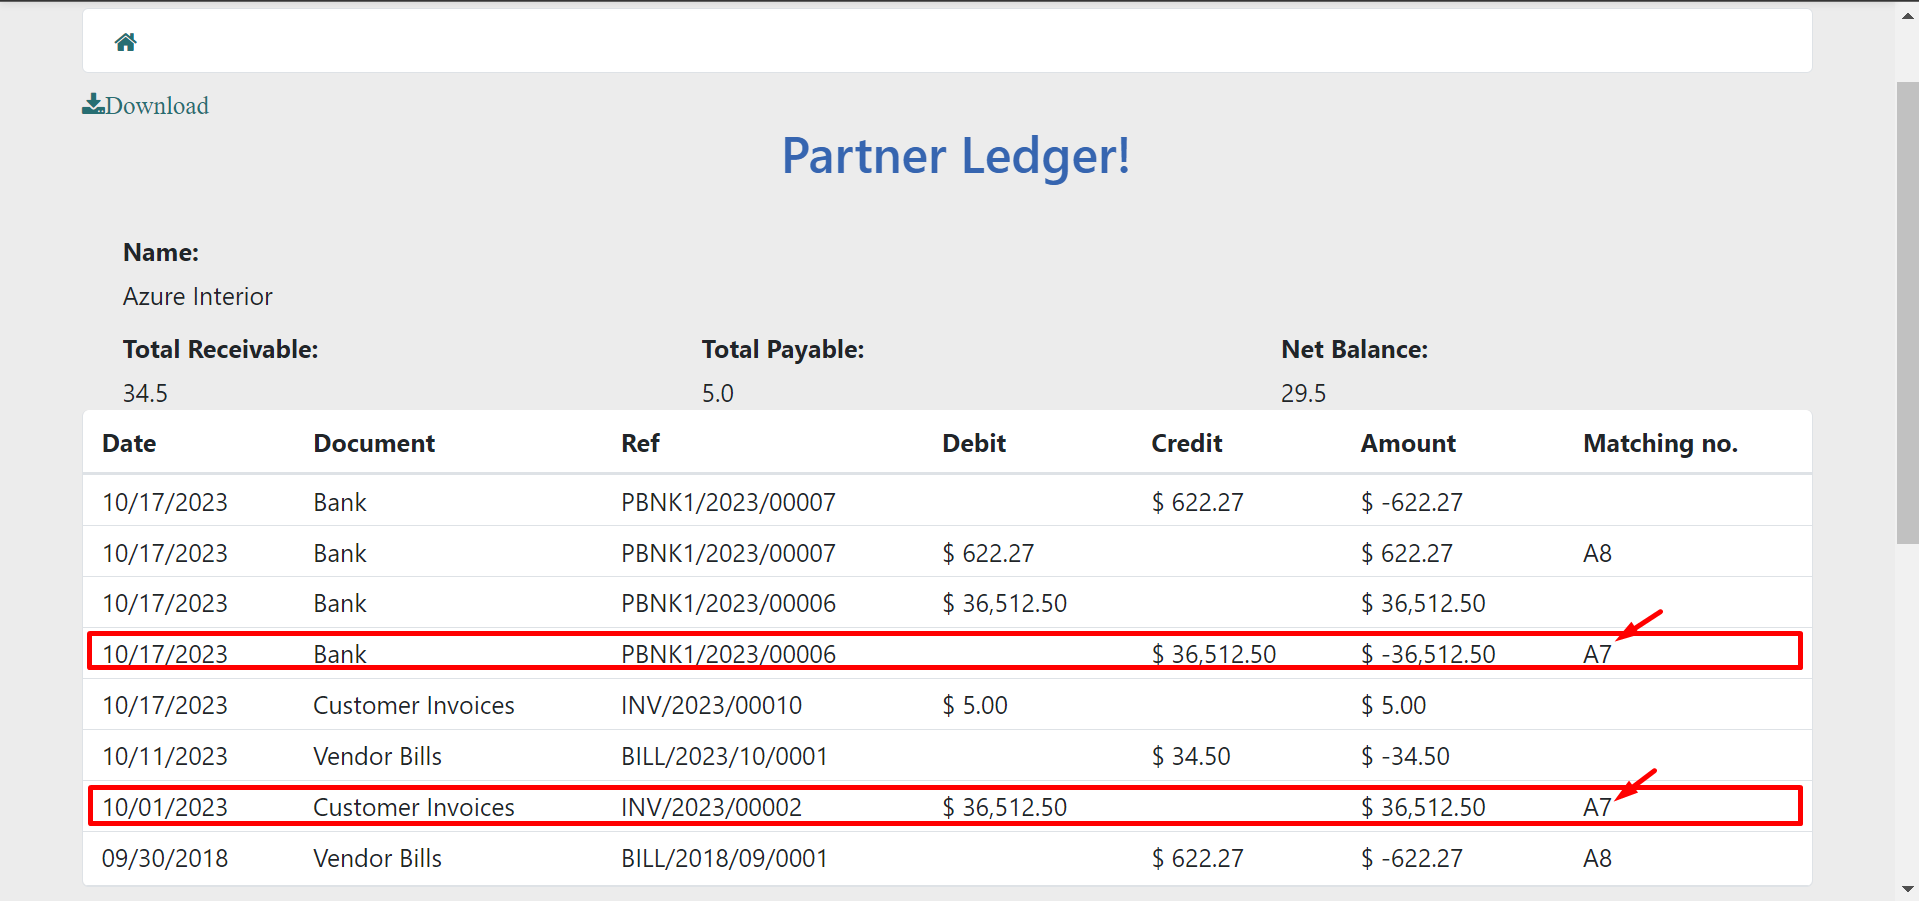 Download
Partner Ledger!
Name:
Azure Interior
Total Receivable: Total Payable: Net Balance:
34.5 5.0 29.5
Date Document Ref Debit Credit Amount Matching no.
10/17/2023 Bank PBNK1/2023/00007 $ 622.27 $ -622.27
10/17/2023 Bank PBNK1/2023/00007 $ 622.27 $ 622.27 A8
10/17/2023 Bank PBNK1/2023/00006 $ 36,512.50 $ 36,512.50
10/17/2023 Bank PBNK1/2023/00006 $ 36,512.50 $ -36,512.50 A7
10/17/2023 Customer Invoices INV/2023/00010 $ 5.00 $ 5.00
10/11/2023 Vendor Bills BILL/2023/10/0001 $ 34.50 $ -34.50
10/01/2023 Customer Invoices INV/2023/00002 $ 36,512.50 $ 36,512.50 A7
09/30/2018 Vendor Bills BILL/2018/09/0001 $ 622.27 $ -622.27 A8